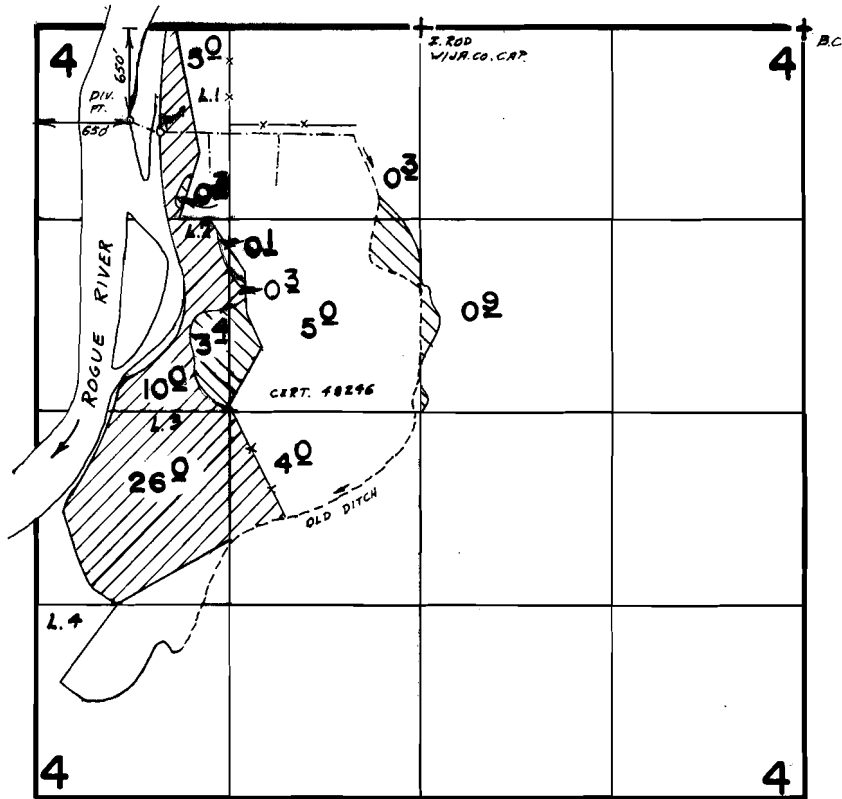 4
5 0
4
I. ROD
W/JA.CO. CAP.
B.C
650'
L.1
DIV.
PT.
650
0 3
L.2
0 1
0 3
5 0
0 9
ROGUE RIVER
3 4
10 0
CERT. 48246
L.3
26 0
4 0
OLD DITCH
L.4
4
4